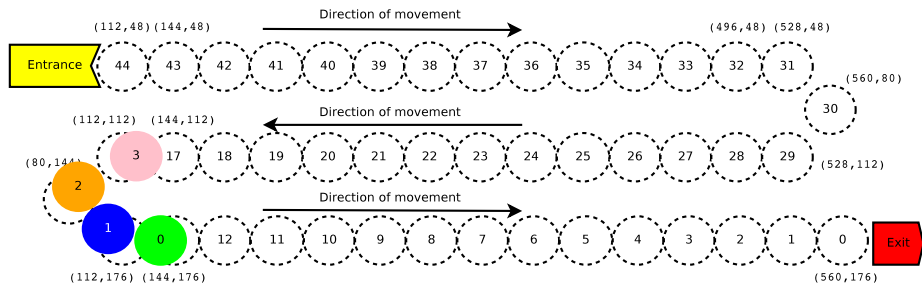 Direction of movement
(112,48) (144,48) (496,48) (528,48)
Entrance 44 43 42 41 40 39 38 37 36 35 34 33 32 31
(560,80)
30
Direction of movement
(112,112) (144,112)
3 17 18 19 20 21 22 23 24 25 26 27 28 29
(528,112)
(80,144)
2
Direction of movement
1 0 12 11 10 9 8 7 6 5 4 3 2 1 0 Exit
(112,176) (144,176) (560,176)